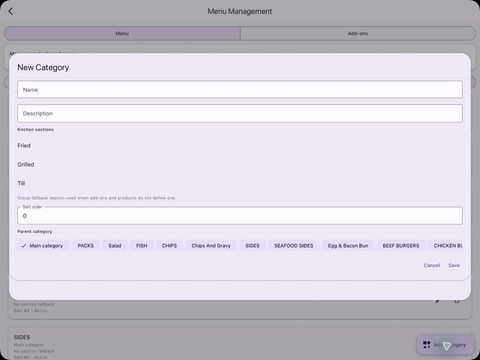 Menu Management
Menu
Add-ons
New Category
Name
Description
Kitchen sections
Fried
Grilled
Till
Group fallback section used when add-ons and products do not define one.
Sort order
0
Parent category
Main category
PACKS
Salad
FISH
CHIPS
Chips And Gravy
SIDES
SEAFOOD SIDES
Egg & Bacon Bun
BEEF BURGERS
CHICKEN BU
Cancel
Save
No section fallback
Sort #4 - Active
SIDES
Main category
No section fallback
Sort #5 - Active